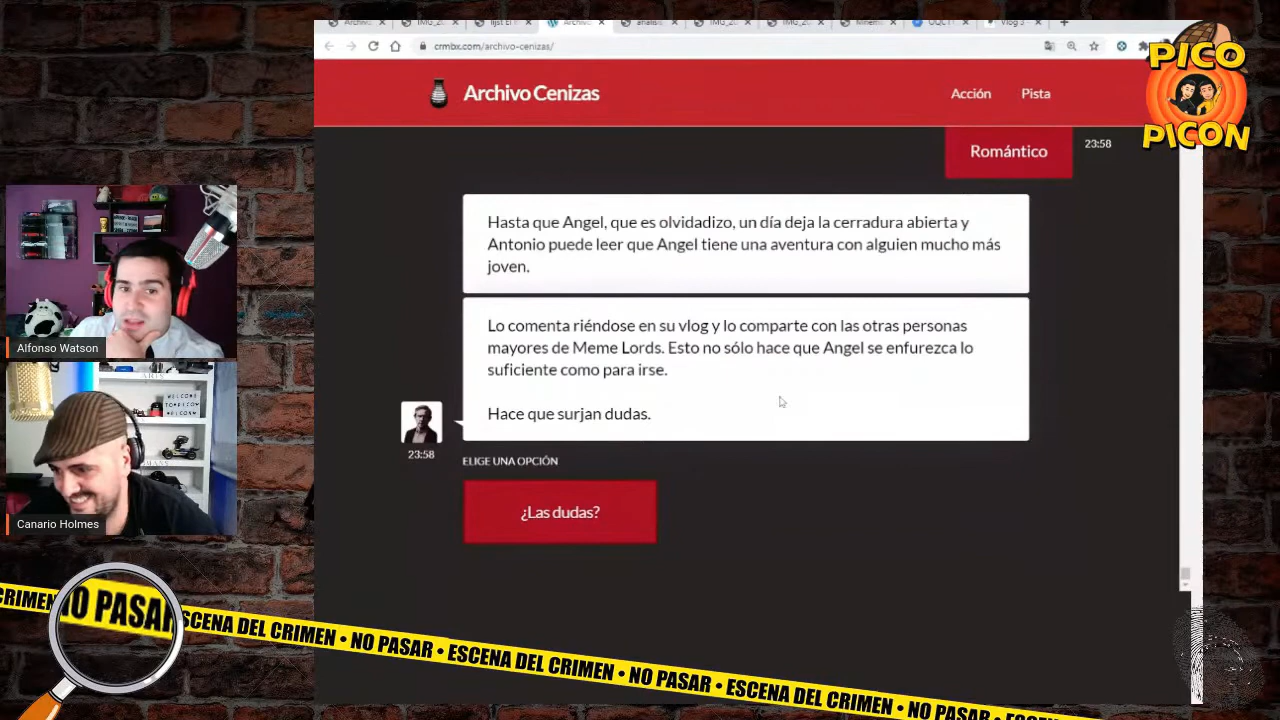 crmbx.com/archivo-cenizas/
PICO
PICON
Archivo Cenizas
Acción
Pista
Romántico
23:58
Hasta que Angel, que es olvidadizo, un día deja la cerradura abierta y
Antonio puede leer que Angel tiene una aventura con alguien mucho más
joven.
Lo comenta riéndose en su vlog y lo comparte con las otras personas
mayores de Meme Lords. Esto no sólo hace que Angel se enfurezca lo
suficiente como para irse.
Hace que surjan dudas.
23:58
ELIGE UNA OPCIÓN
¿Las dudas?
Alfonso Watson
Canario Holmes
CRIMEN
NO PASAR
ESCENA DEL CRIMEN • NO PASAR • ESCENA DEL CRIMEN • NO PASAR • ESCENA DEL CRIMEN • NO PASAR • ESCE